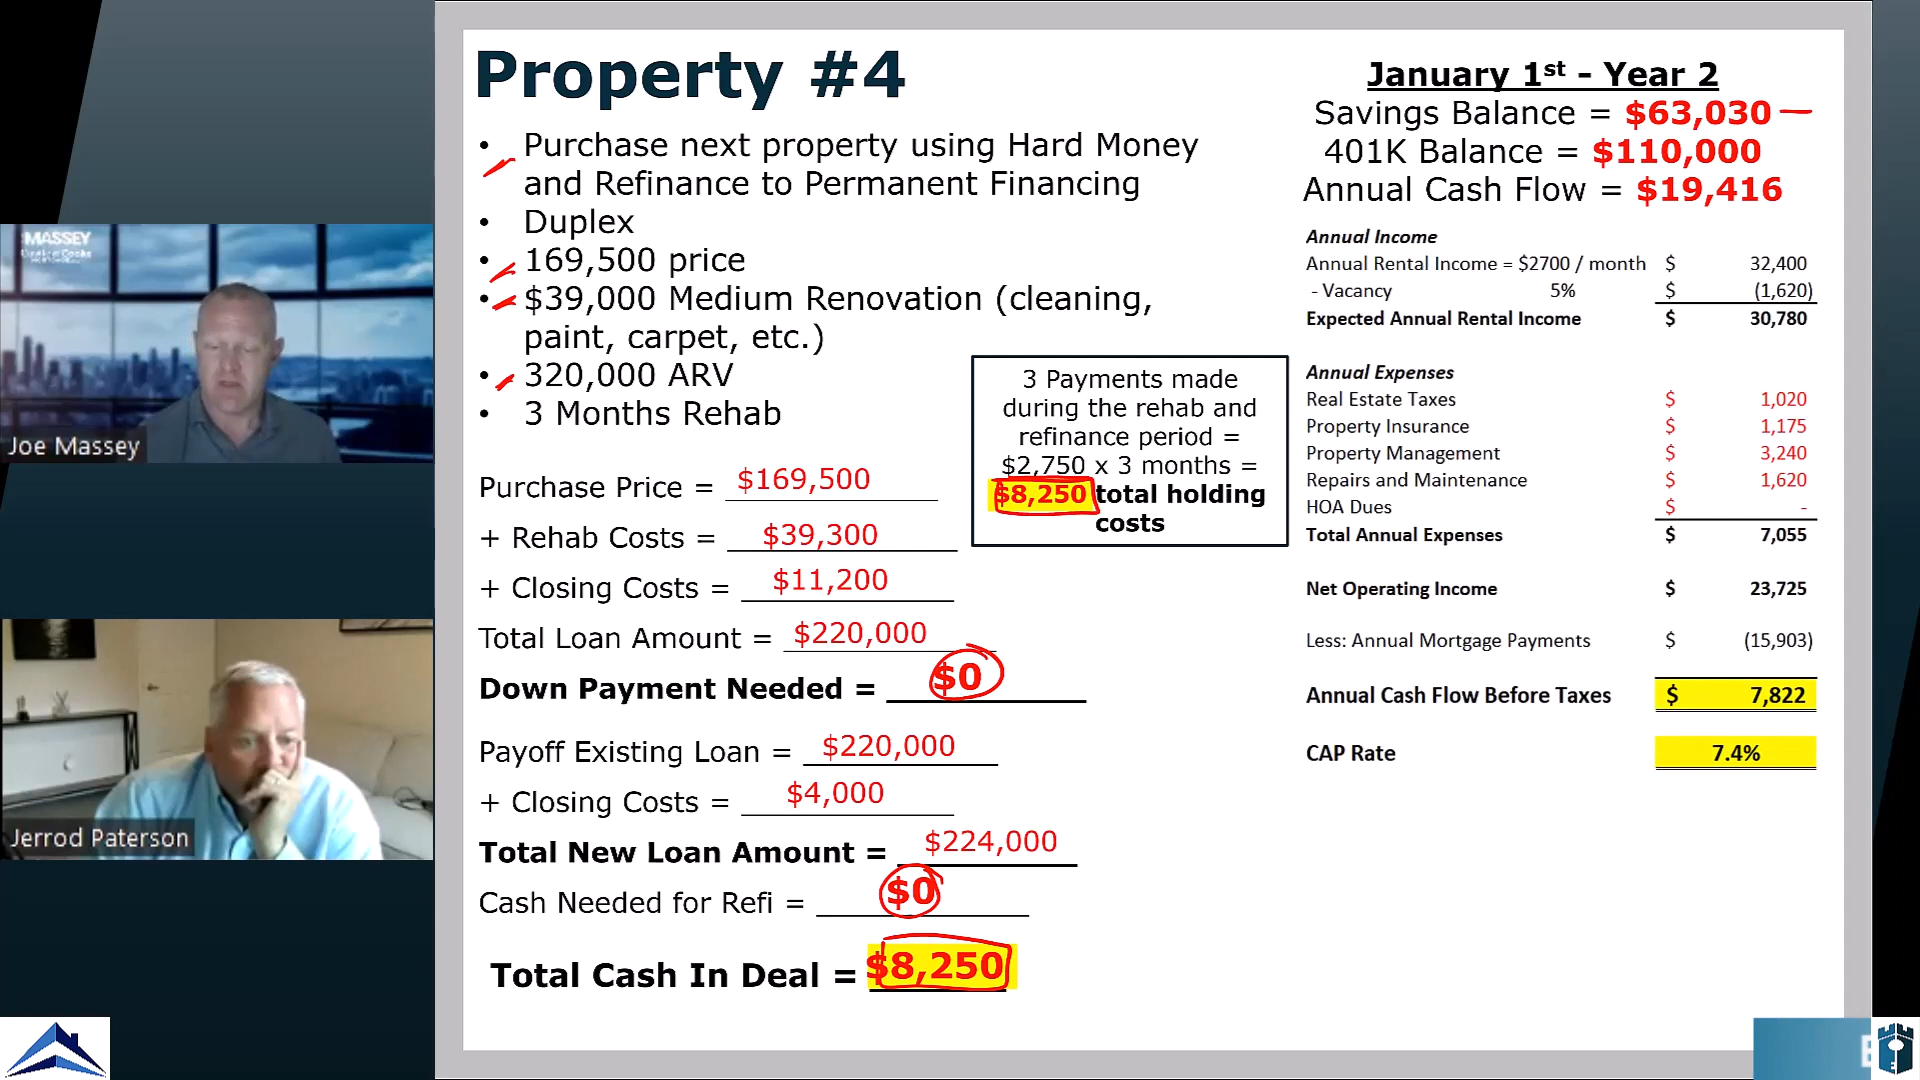 Property #4
• Purchase next property using Hard Money
and Refinance to Permanent Financing
• Duplex
• 169,500 price
• $39,000 Medium Renovation (cleaning,
paint, carpet, etc.)
• 320,000 ARV
• 3 Months Rehab
3 Payments made
during the rehab and
refinance period =
$2,750 x 3 months =
$8,250 total holding
costs
Purchase Price = $169,500
+ Rehab Costs = $39,300
+ Closing Costs = $11,200
Total Loan Amount = $220,000
Down Payment Needed = $0
Payoff Existing Loan = $220,000
+ Closing Costs = $4,000
Total New Loan Amount = $224,000
Cash Needed for Refi = $0
Total Cash In Deal = $8,250
January 1st - Year 2
Savings Balance = $63,030
401K Balance = $110,000
Annual Cash Flow = $19,416
Annual Income
Annual Rental Income = $2700 / month $ 32,400
- Vacancy 5% $ (1,620)
Expected Annual Rental Income $ 30,780
Annual Expenses
Real Estate Taxes $ 1,020
Property Insurance $ 1,175
Property Management $ 3,240
Repairs and Maintenance $ 1,620
HOA Dues $ -
Total Annual Expenses $ 7,055
Net Operating Income $ 23,725
Less: Annual Mortgage Payments $ (15,903)
Annual Cash Flow Before Taxes $ 7,822
CAP Rate 7.4%
MASSEY
Joe Massey
Jerrod Paterson